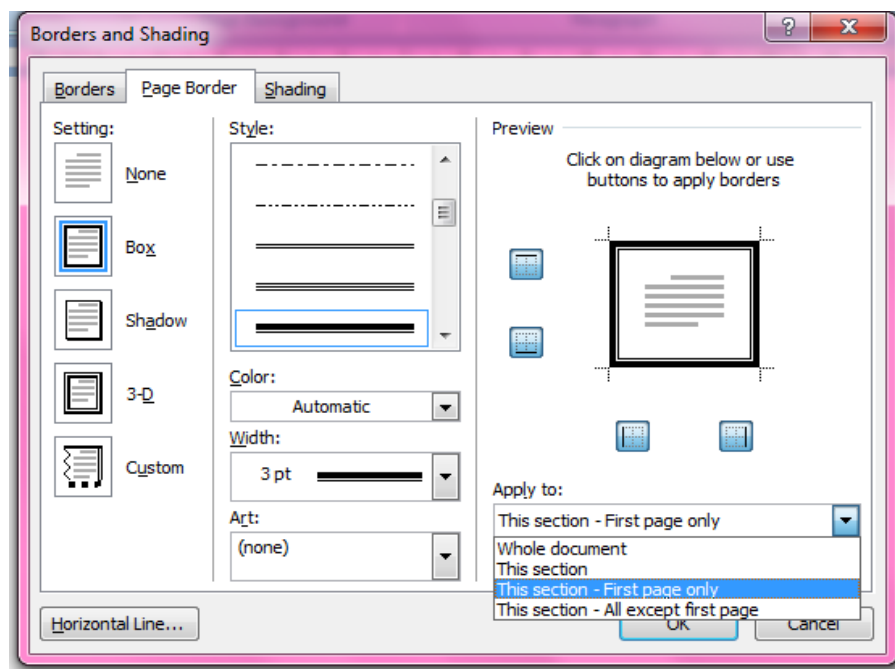 Borders and Shading
Borders
Page Border
Shading
Setting:
None
Box
Shadow
3-D
Custom
Style:
Color:
Automatic
Width:
3 pt
Art:
(none)
Preview
Click on diagram below or use
buttons to apply borders
Apply to:
This section - First page only
Whole document
This section
This section - First page only
This section - All except first page
Horizontal Line...
OK
Cancel